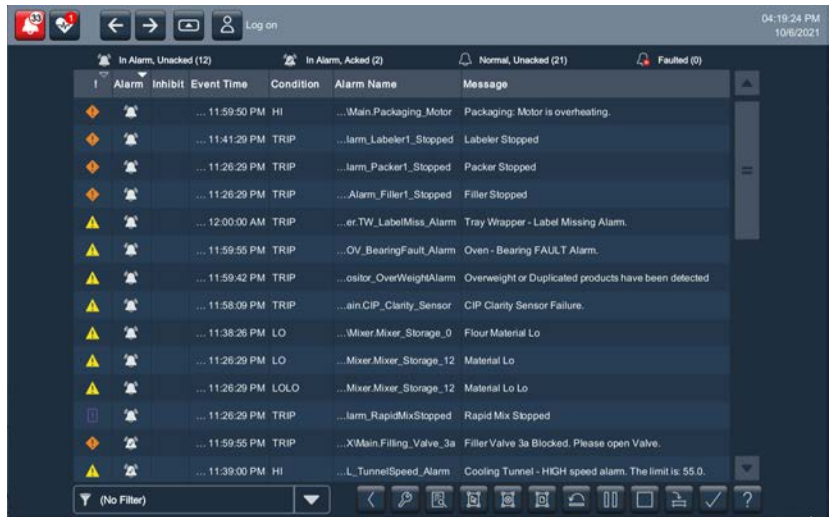 33
1
Log on
04:19:24 PM
10/6/2021
In Alarm, Unacked (12) In Alarm, Acked (2) Normal, Unacked (21) Faulted (0)
! Alarm Inhibit Event Time Condition Alarm Name Message
... 11:59:50 PM HI ...\Main.Packaging_Motor Packaging: Motor is overheating.
... 11:41:29 PM TRIP ...larm_Labeler1_Stopped Labeler Stopped
... 11:26:29 PM TRIP ...larm_Packer1_Stopped Packer Stopped
... 11:26:29 PM TRIP ....Alarm_Filler1_Stopped Filler Stopped
... 12:00:00 AM TRIP ...er.TW_LabelMiss_Alarm Tray Wrapper - Label Missing Alarm.
... 11:59:55 PM TRIP ...OV_BearingFault_Alarm Oven - Bearing FAULT Alarm.
... 11:59:42 PM TRIP ...ositor_OverWeightAlarm Overweight or Duplicated products have been detected
... 11:58:09 PM TRIP ...ain.CIP_Clarity_Sensor CIP Clarity Sensor Failure.
... 11:38:26 PM LO ...\Mixer.Mixer_Storage_0 Flour Material Lo
... 11:26:29 PM LO ...Mixer.Mixer_Storage_12 Material Lo
... 11:26:29 PM LOLO ...Mixer.Mixer_Storage_12 Material Lo Lo
... 11:26:29 PM TRIP ...larm_RapidMixStopped Rapid Mix Stopped
... 11:59:55 PM TRIP ...X\Main.Filling_Valve_3a Filler Valve 3a Blocked. Please open Valve.
... 11:39:00 PM HI ...L_TunnelSpeed_Alarm Cooling Tunnel - HIGH speed alarm. The limit is: 55.0.
(No Filter) ?